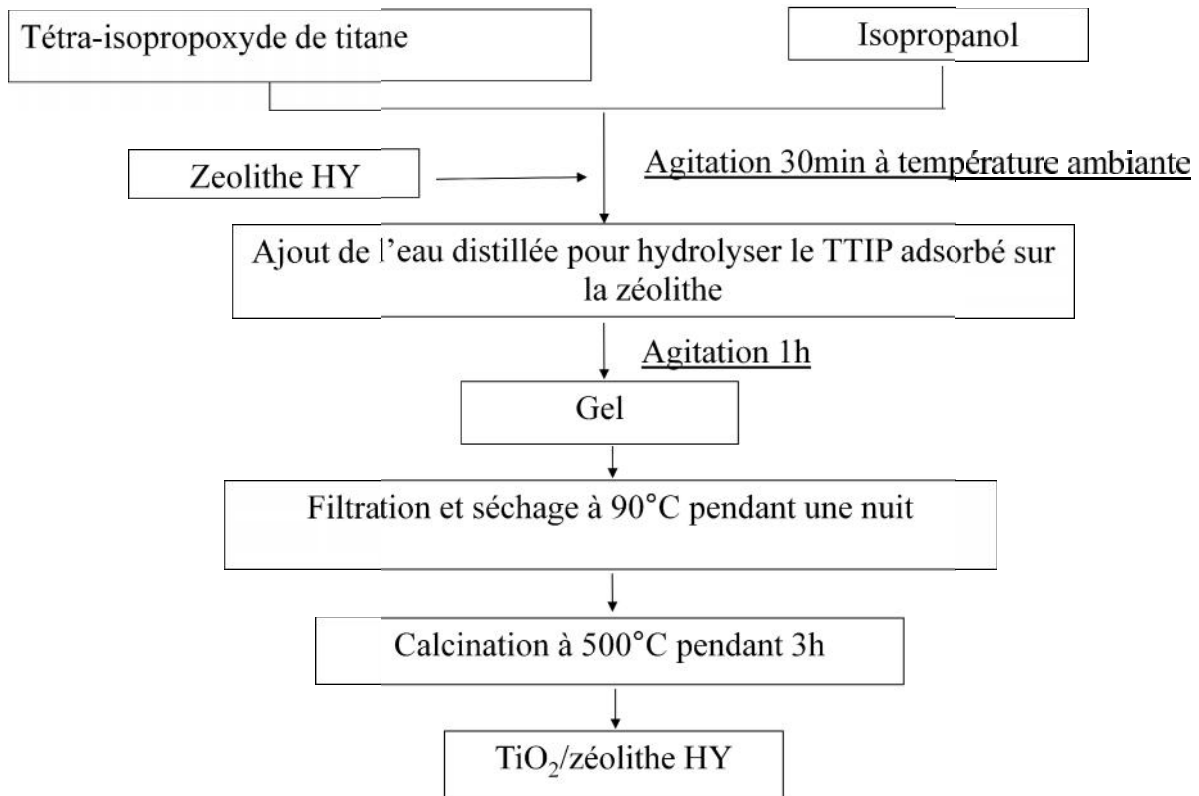 Tétra-isopropoxyde de titane
Isopropanol
Zeolithe HY
Agitation 30min à température ambiante
Ajout de l’eau distillée pour hydrolyser le TTIP adsorbé sur
la zéolithe
Agitation 1h
Gel
Filtration et séchage à 90°C pendant une nuit
Calcination à 500°C pendant 3h
TiO₂/zéolithe HY